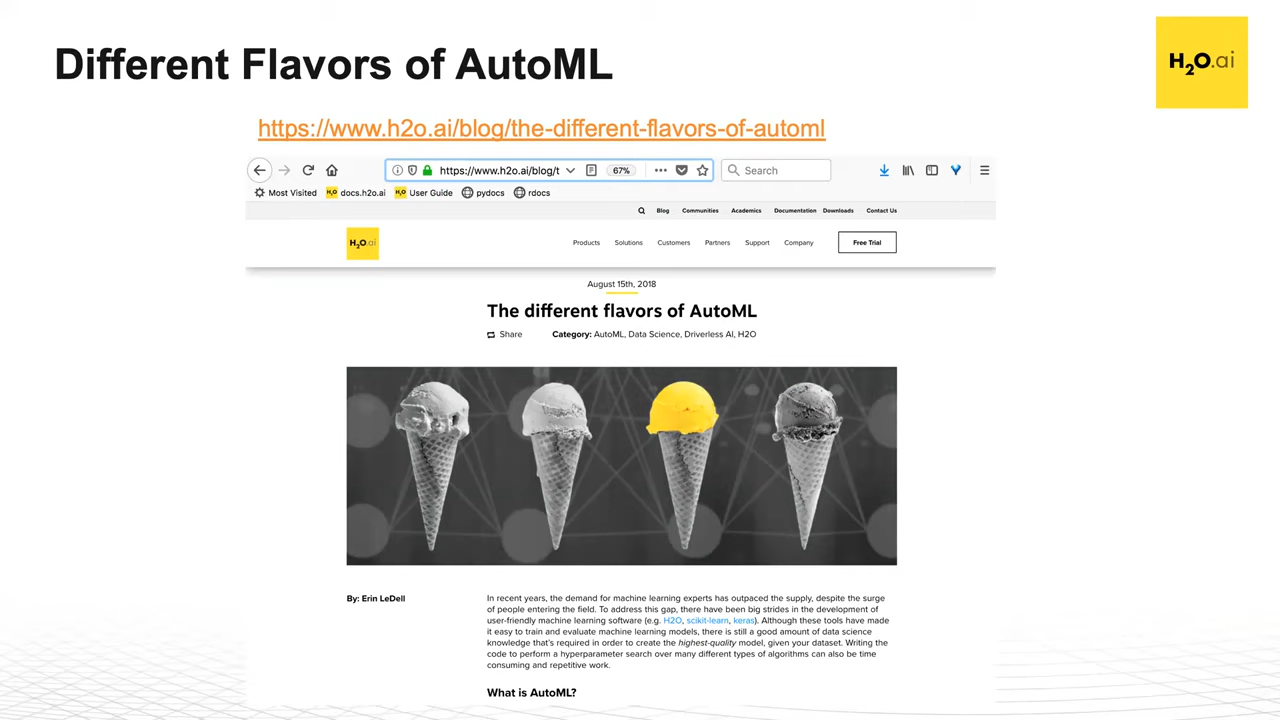 Different Flavors of AutoML
H2O.ai
https://www.h2o.ai/blog/the-different-flavors-of-automl
https://www.h2o.ai/blog/t 67% Search
Most Visited H2O docs.h2o.ai H2O User Guide pydocs rdocs
Blog Communities Academics Documentation Downloads Contact Us
H2O.ai Products Solutions Customers Partners Support Company Free Trial
August 15th, 2018
The different flavors of AutoML
Share Category: AutoML, Data Science, Driverless AI, H2O
By: Erin LeDell
In recent years, the demand for machine learning experts has outpaced the supply, despite the surge
of people entering the field. To address this gap, there have been big strides in the development of
user-friendly machine learning software (e.g. H2O, scikit-learn, keras). Although these tools have made
it easy to train and evaluate machine learning models, there is still a good amount of data science
knowledge that's required in order to create the highest-quality model, given your dataset. Writing the
code to perform a hyperparameter search over many different types of algorithms can also be time
consuming and repetitive work.
What is AutoML?